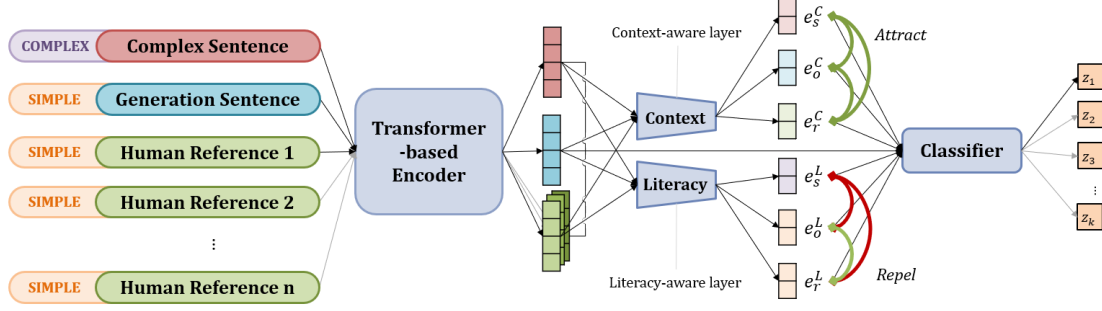 COMPLEX Complex Sentence
SIMPLE Generation Sentence
SIMPLE Human Reference 1
SIMPLE Human Reference 2
⋮
SIMPLE Human Reference n
Transformer
-based
Encoder
Context-aware layer
Context
Literacy
Literacy-aware layer
e_s^C
e_o^C
e_r^C
Attract
e_s^L
e_o^L
e_r^L
Repel
Classifier
z_1
z_2
z_3
⋮
z_k